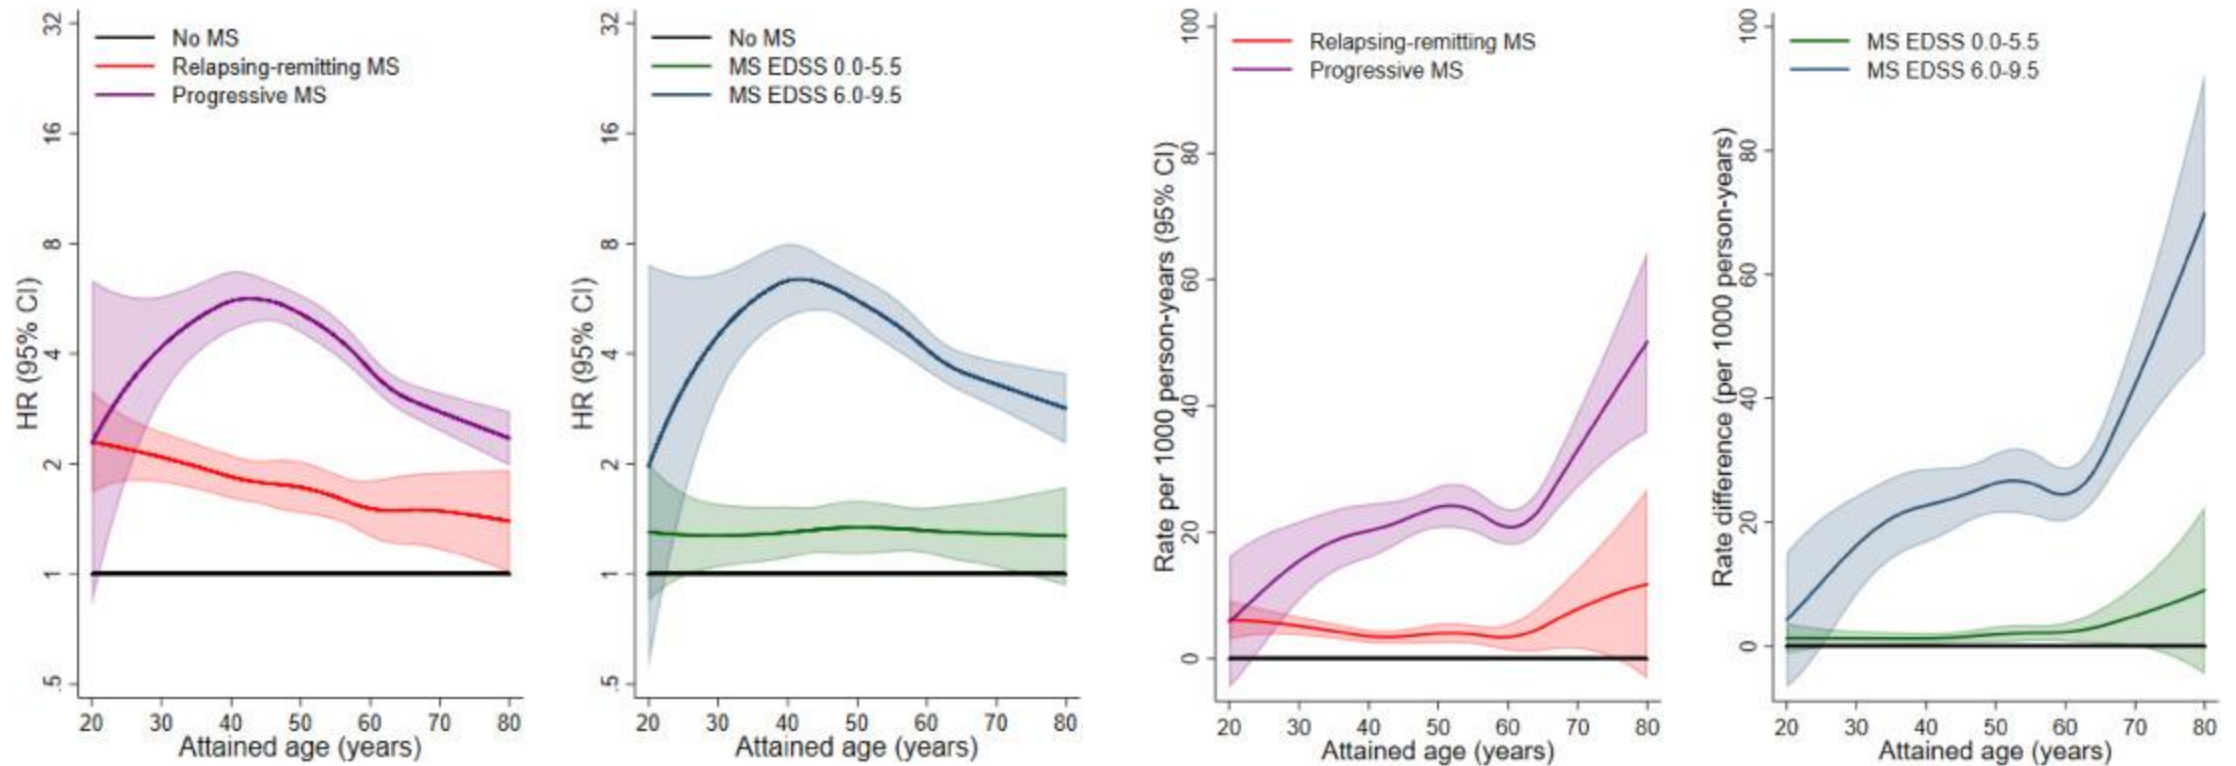 HR (95% CI)
32
16
8
4
2
1
.5
No MS
Relapsing-remitting MS
Progressive MS
20 30 40 50 60 70 80
Attained age (years)
HR (95% CI)
32
16
8
4
2
1
.5
No MS
MS EDSS 0.0-5.5
MS EDSS 6.0-9.5
20 30 40 50 60 70 80
Attained age (years)
Rate per 1000 person-years (95% CI)
100
80
60
40
20
0
Relapsing-remitting MS
Progressive MS
20 30 40 50 60 70 80
Attained age (years)
Rate difference (per 1000 person-years)
100
80
60
40
20
0
MS EDSS 0.0-5.5
MS EDSS 6.0-9.5
20 30 40 50 60 70 80
Attained age (years)